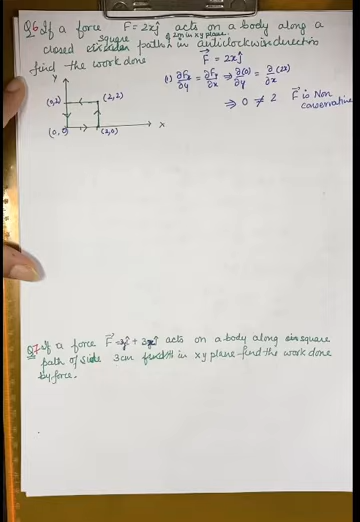 Q6 If a force F = 2xĵ acts on a body along a
closed square path of 2m in xy plane. in anticlockwise direction
find the work done
F⃗ = 2xĵ
(i) ∂Fx/∂y = ∂Fy/∂x ⇒ ∂(0)/∂y = ∂(2x)/∂x
⇒ 0 ≠ 2 F⃗ is Non
conservative
Y
(0,2) (2,2)
(0,0) (2,0) X
Q7 If a force F⃗ + 3 acts on a body along square
path of side 3cm in xy plane find the work done
by force.